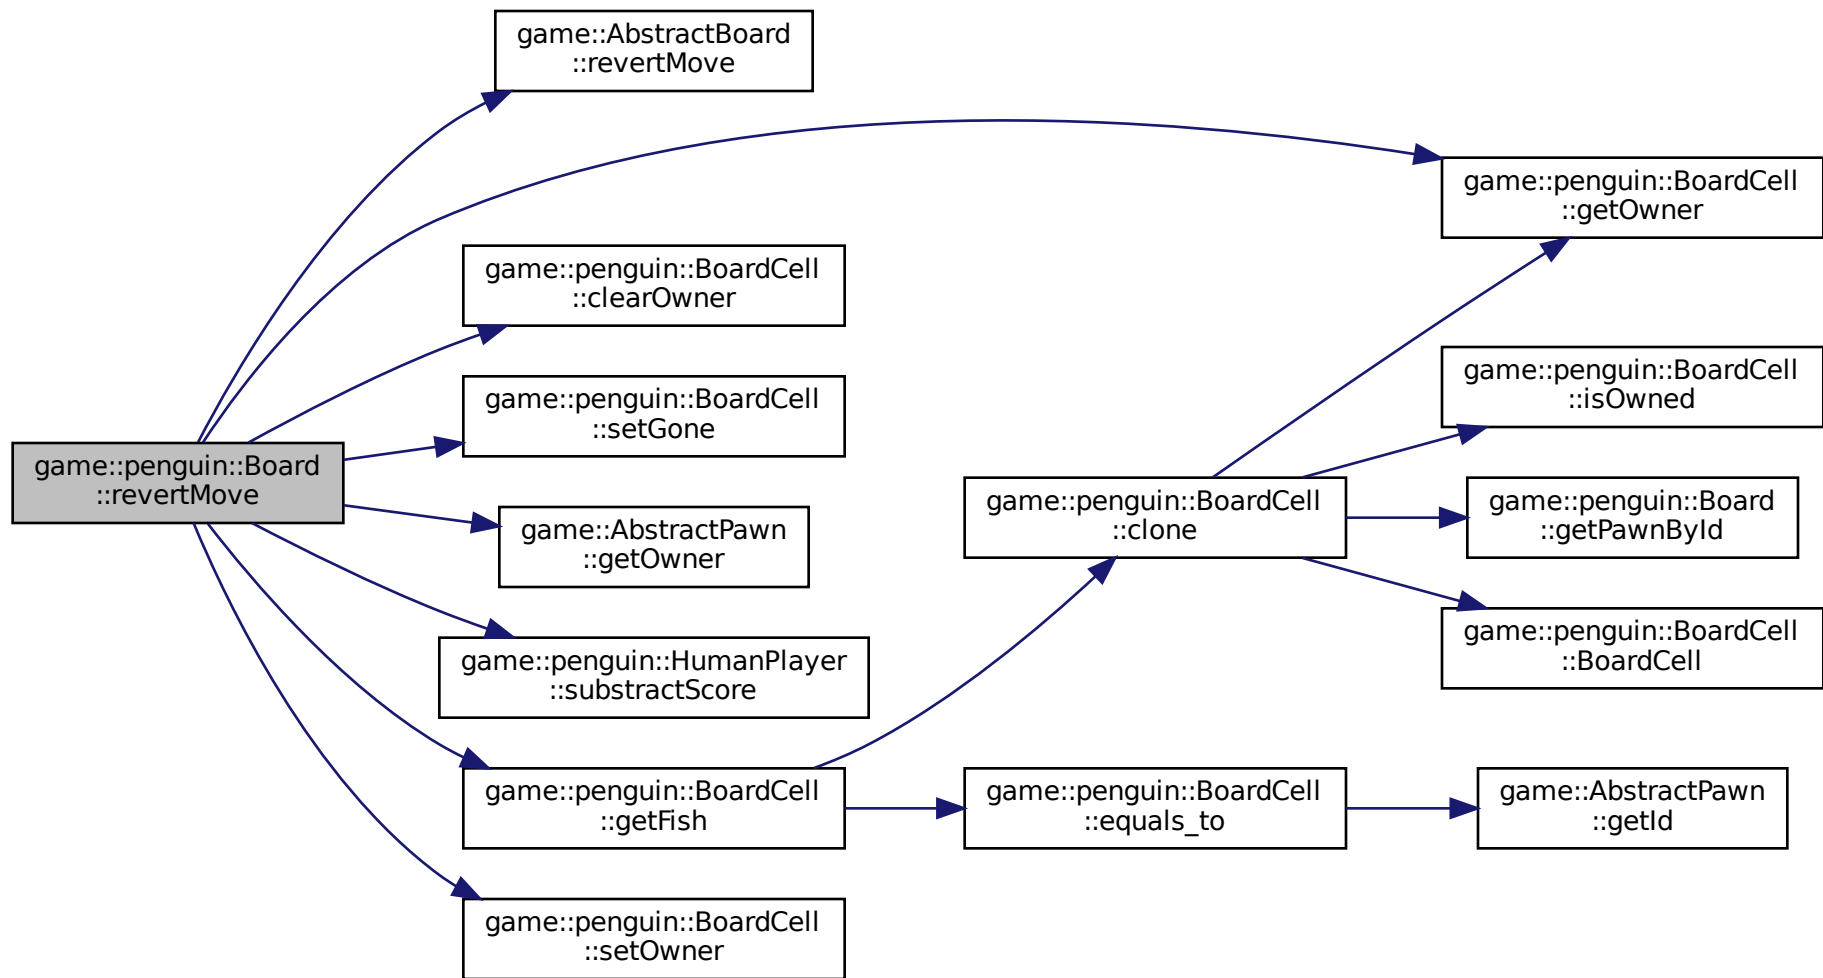 game::AbstractBoard
::revertMove
game::penguin::BoardCell
::getOwner
game::penguin::BoardCell
::clearOwner
game::penguin::BoardCell
::isOwned
game::penguin::BoardCell
::setGone
game::penguin::Board
::revertMove
game::penguin::BoardCell
::clone
game::penguin::Board
::getPawnById
game::AbstractPawn
::getOwner
game::penguin::BoardCell
::BoardCell
game::penguin::HumanPlayer
::substractScore
game::penguin::BoardCell
::getFish
game::penguin::BoardCell
::equals_to
game::AbstractPawn
::getId
game::penguin::BoardCell
::setOwner